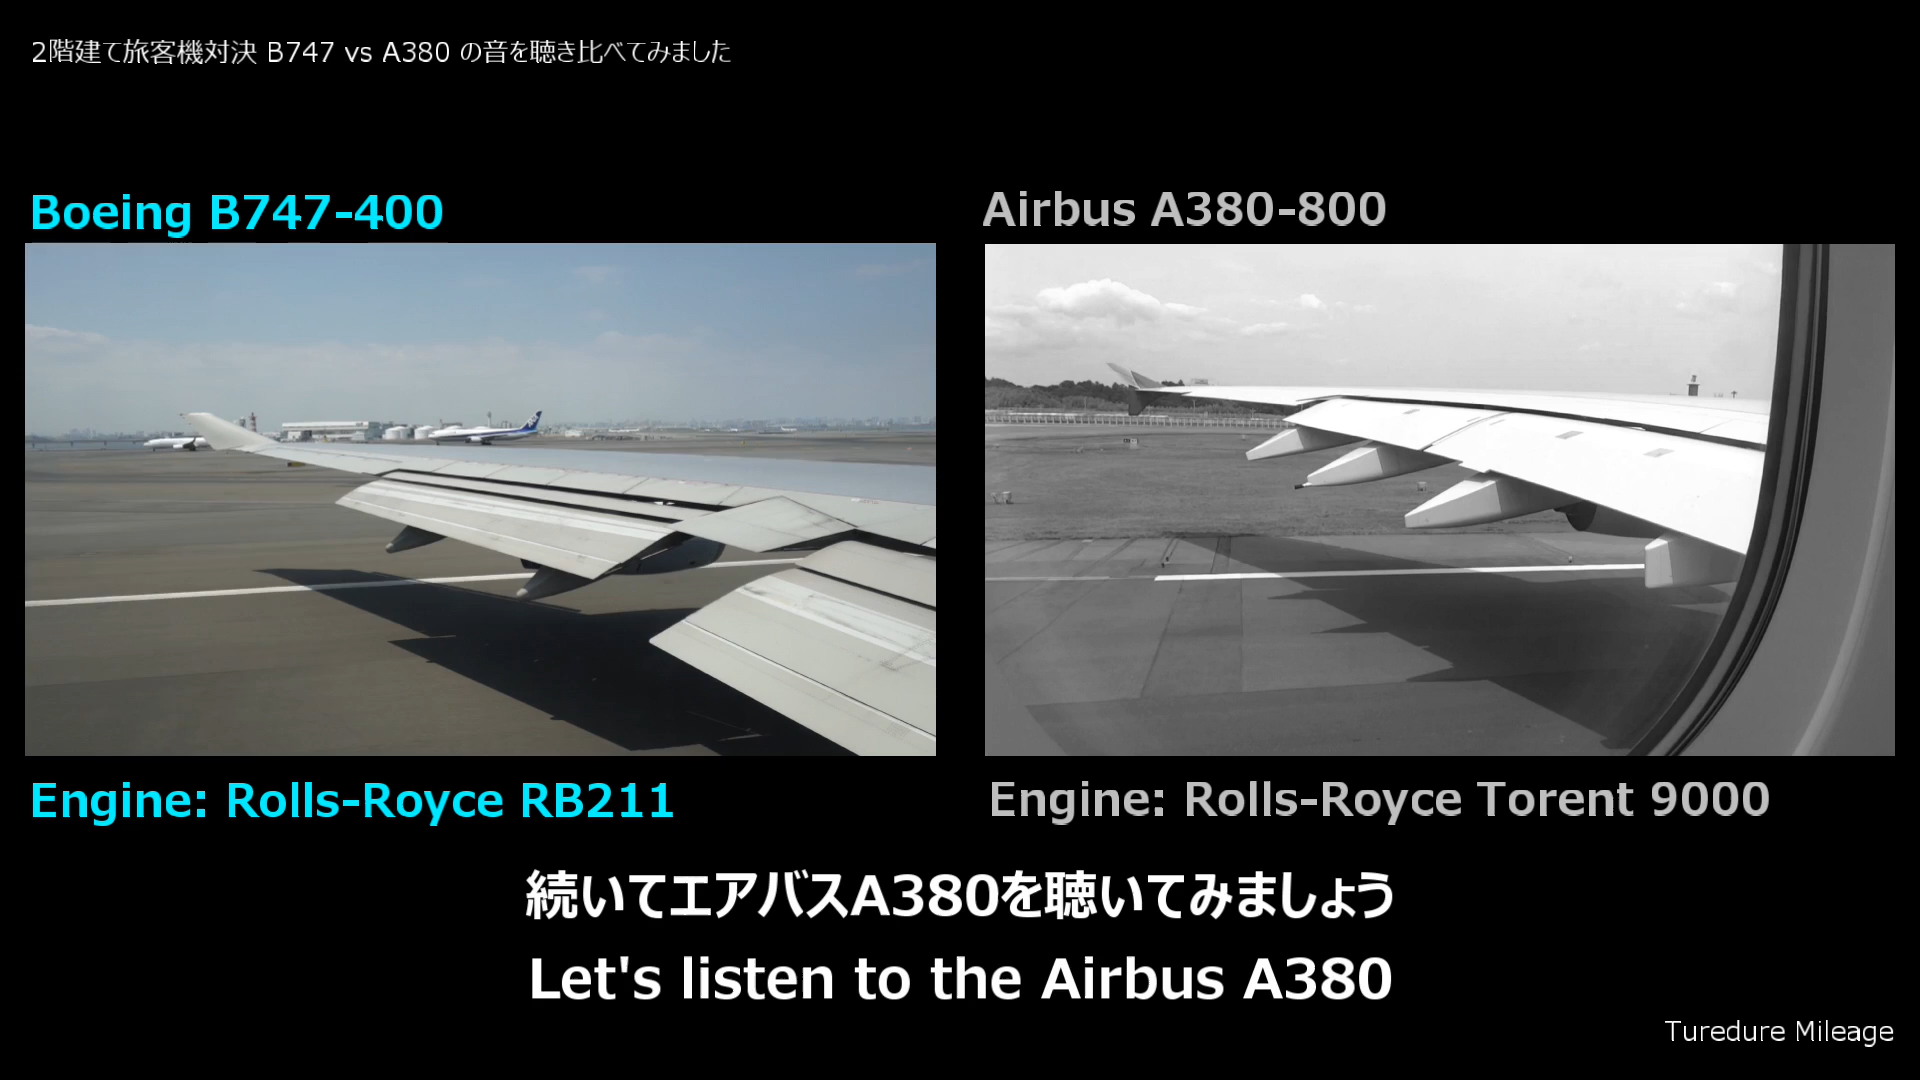 2階建て旅客機対決 B747 vs A380 の音を聴き比べてみました
Boeing B747-400
Airbus A380-800
Engine: Rolls-Royce RB211
Engine: Rolls-Royce Torent 9000
続いてエアバスA380を聴いてみましょう
Let's listen to the Airbus A380
Turedure Mileage